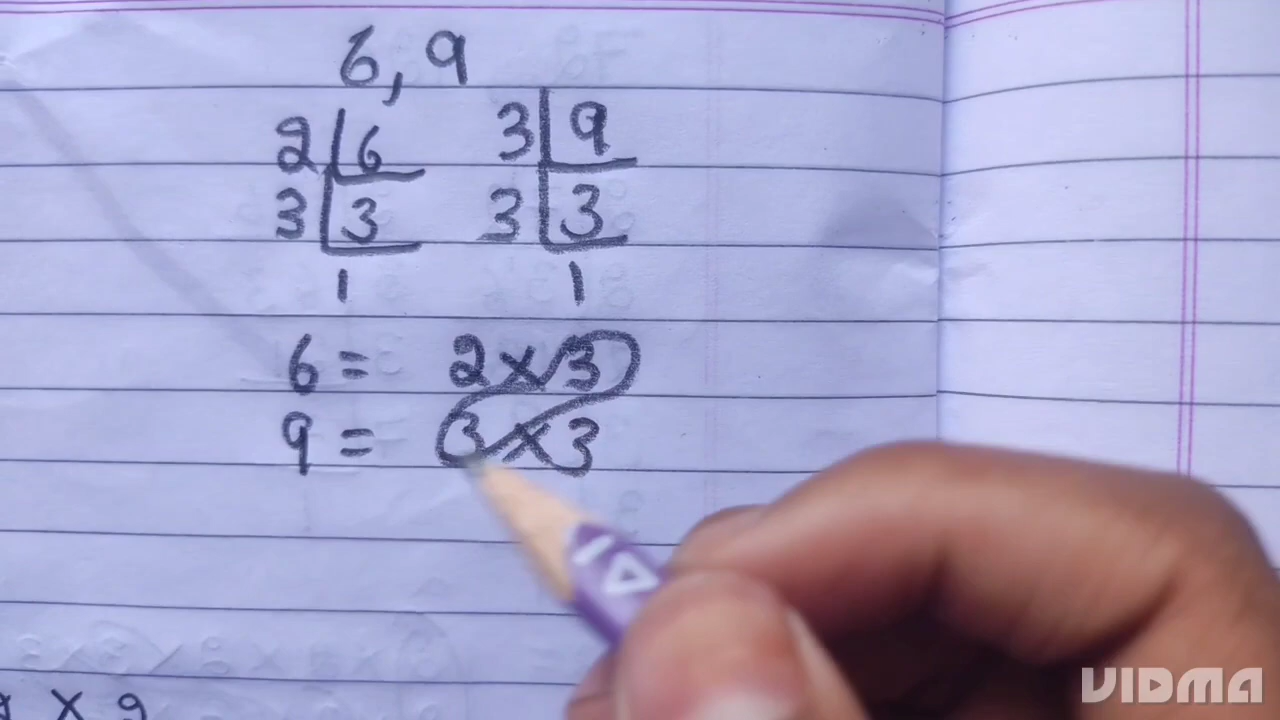 6, 9
2 6 3 9
3 3 3 3
1 1
6 = 2×3
9 = 3×3
× 9
VIDMA